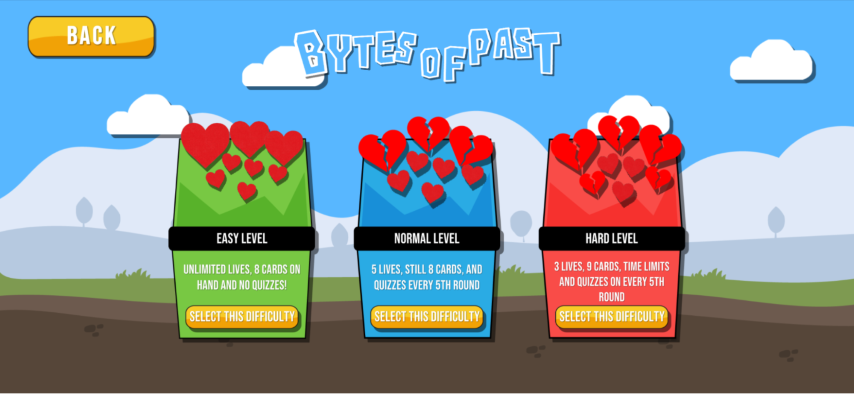 BACK
BYTES OF PAST
EASY LEVEL
UNLIMITED LIVES, 8 CARDS ON
HAND AND NO QUIZZES!
SELECT THIS DIFFICULTY
NORMAL LEVEL
5 LIVES, STILL 8 CARDS, AND
QUIZZES EVERY 5TH ROUND
SELECT THIS DIFFICULTY
HARD LEVEL
3 LIVES, 9 CARDS, TIME LIMITS
AND QUIZZES ON EVERY 5TH
ROUND
SELECT THIS DIFFICULTY